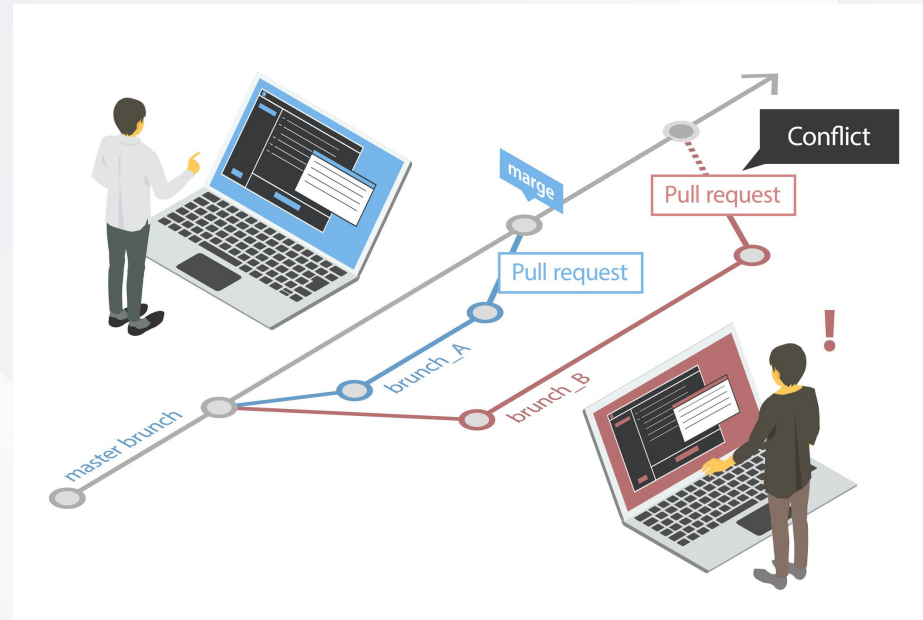 Conflict
marge
Pull request
Pull request
brunch_A
brunch_B
master brunch
!